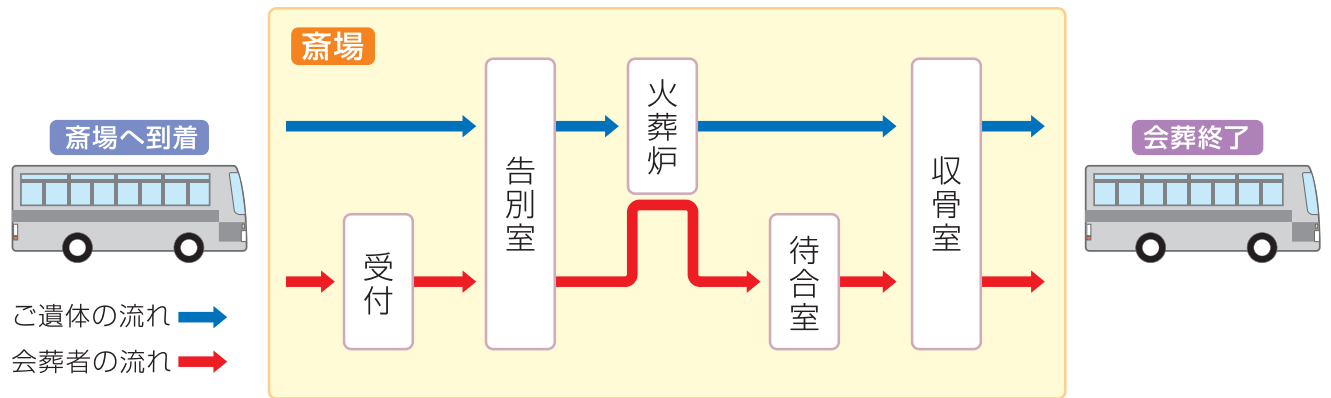 斎場
斎場へ到着
受付
告別室
火葬炉
待合室
収骨室
会葬終了
ご遺体の流れ
会葬者の流れ